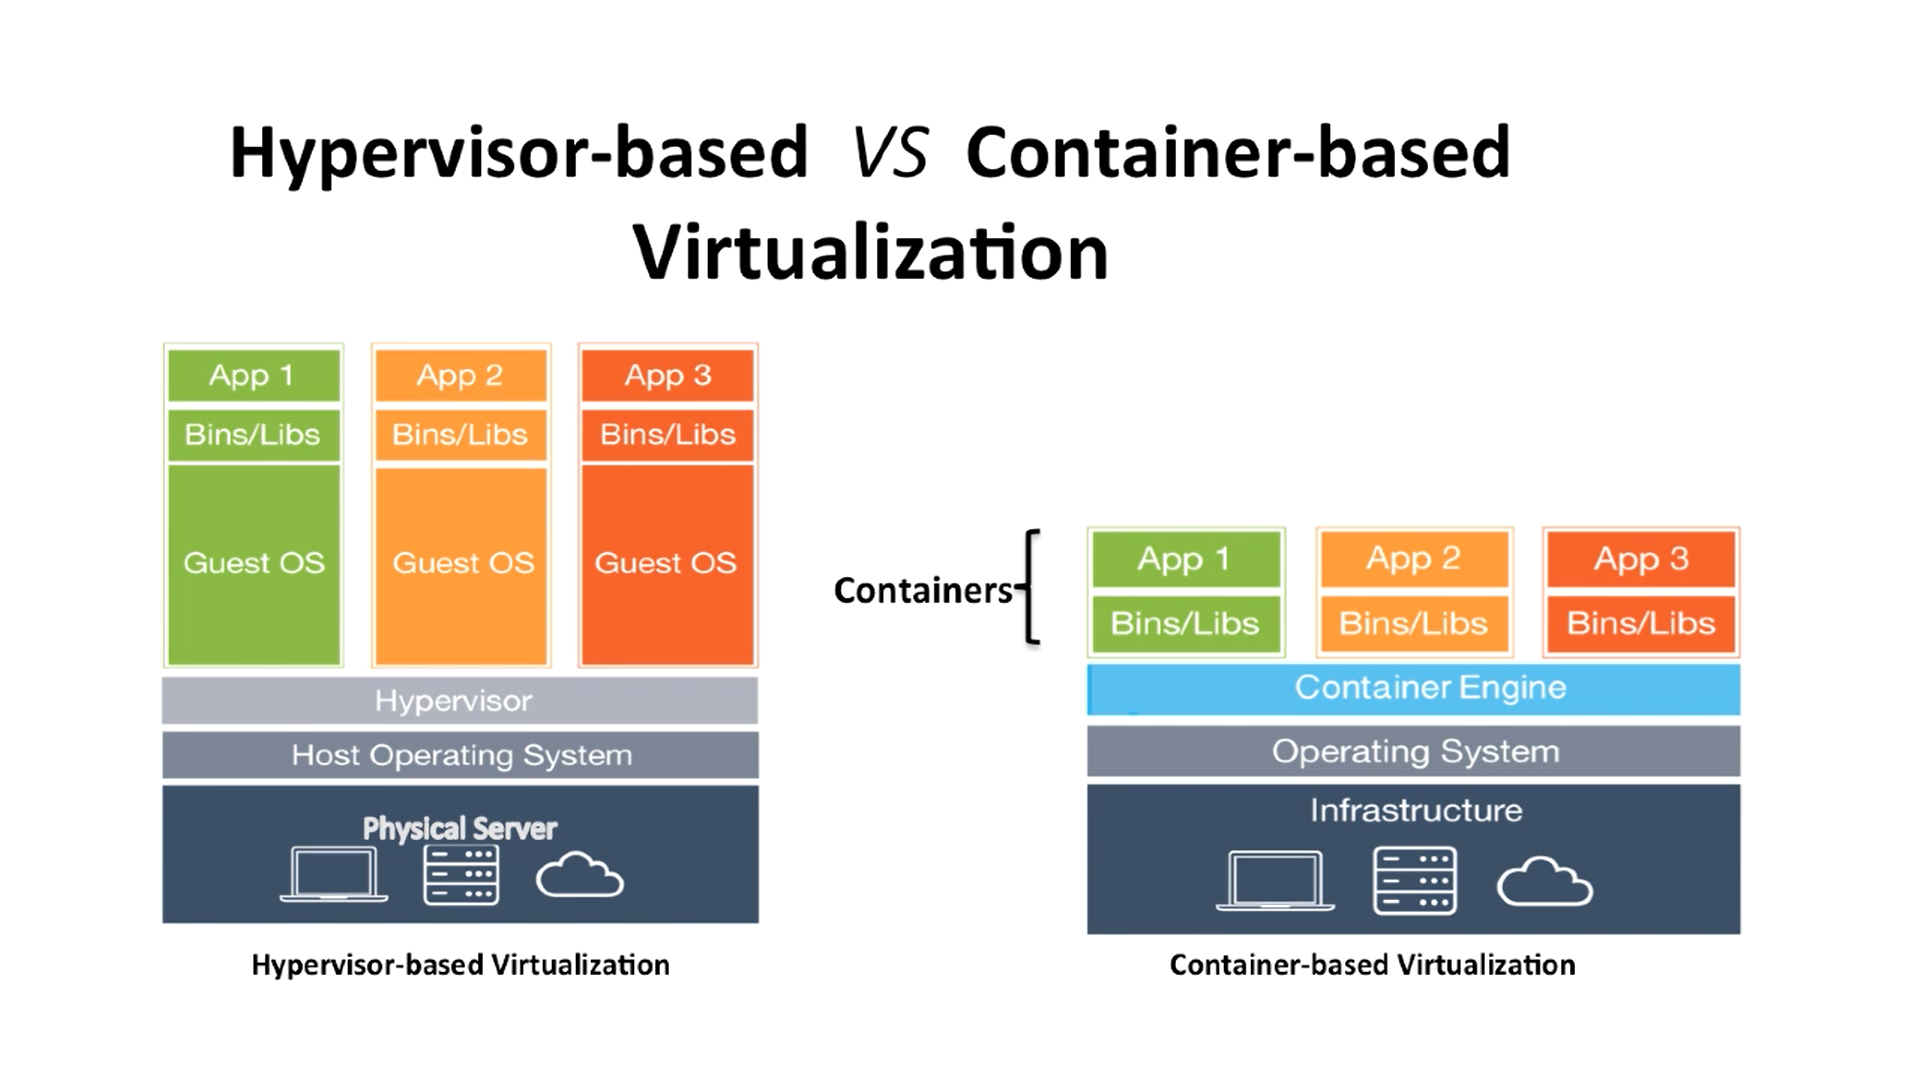 Hypervisor-based VS Container-based
Virtualization
App 1
Bins/Libs
Guest OS
App 2
Bins/Libs
Guest OS
App 3
Bins/Libs
Guest OS
Hypervisor
Host Operating System
Physical Server
Hypervisor-based Virtualization
Containers
App 1
Bins/Libs
App 2
Bins/Libs
App 3
Bins/Libs
Container Engine
Operating System
Infrastructure
Container-based Virtualization